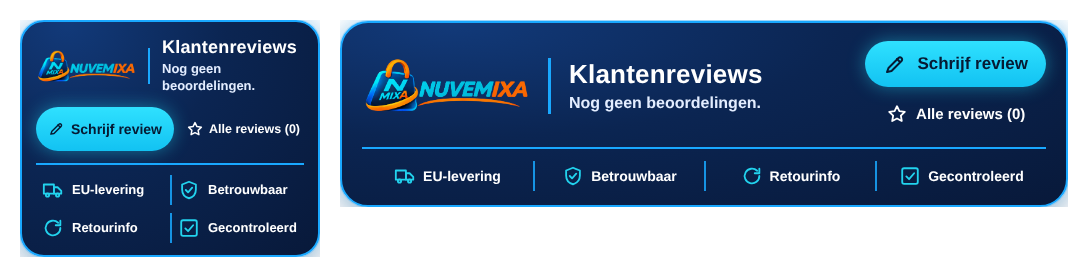 N
MIXA
NUVEMIXA
Klantenreviews
Nog geen
beoordelingen.
Schrijf review
Alle reviews (0)
EU-levering
Betrouwbaar
Retourinfo
Gecontroleerd
N
MIXA
NUVEMIXA
Klantenreviews
Nog geen beoordelingen.
Schrijf review
Alle reviews (0)
EU-levering
Betrouwbaar
Retourinfo
Gecontroleerd